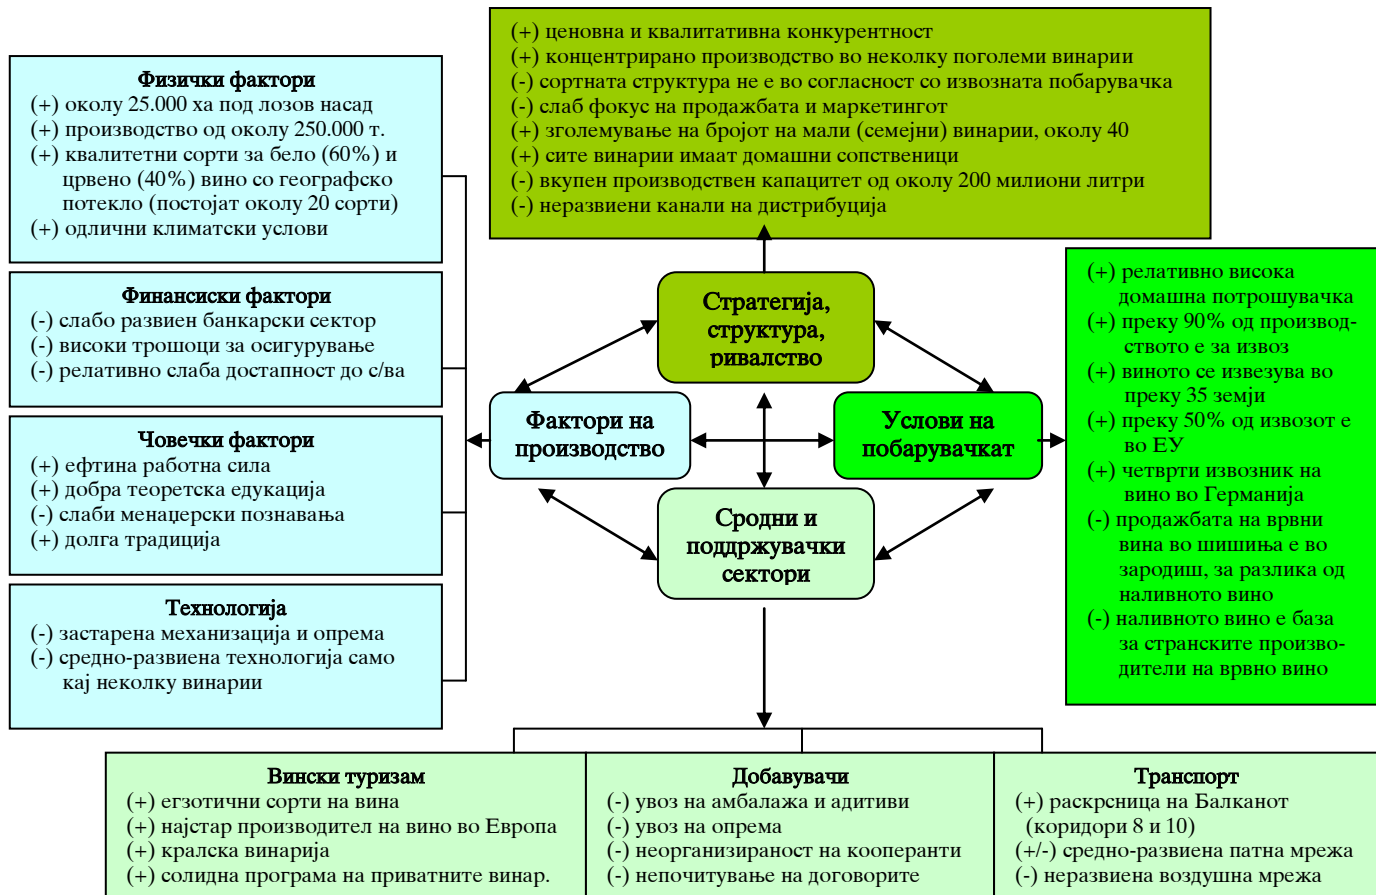 (+) ценовна и квалитативна конкурентност
(+) концентрирано производство во неколку поголеми винарии
(-) сортната структура не е во согласност со извозната побарувачка
(-) слаб фокус на продажбата и маркетингот
(+) зголемување на бројот на мали (семејни) винарии, околу 40
(+) сите винарии имаат домашни сопственици
(-) вкупен производствен капацитет од околу 200 милиони литри
(-) неразвиени канали на дистрибуција
Физички фактори
(+) околу 25.000 ха под лозов насад
(+) производство од околу 250.000 т.
(+) квалитетни сорти за бело (60%) и
црвено (40%) вино со географско
потекло (постојат околу 20 сорти)
(+) одлични климатски услови
Финансиски фактори
(-) слабо развиен банкарски сектор
(-) високи трошоци за осигурување
(-) релативно слаба достапност до с/ва
Човечки фактори
(+) ефтина работна сила
(+) добра теоретска едукација
(-) слаби менаџерски познавања
(+) долга традиција
Технологија
(-) застарена механизација и опрема
(-) средно-развиена технологија само
кај неколку винарии
Стратегија,
структура,
ривалство
Фактори на
производство
Услови на
побарувачкат
Сродни и
поддржувачки
сектори
(+) релативно висока
домашна потрошувачка
(+) преку 90% од производ-
ството е за извоз
(+) виното се извезува во
преку 35 земји
(+) преку 50% од извозот е
во ЕУ
(+) четврти извозник на
вино во Германија
(-) продажбата на врвни
вина во шишиња е во
зародиш, за разлика од
наливното вино
(-) наливното вино е база
за странските произво-
дители на врвно вино
Вински туризам
(+) егзотични сорти на вина
(+) најстар производител на вино во Европа
(+) кралска винарија
(+) солидна програма на приватните винар.
Добавувачи
(-) увоз на амбалажа и адитиви
(-) увоз на опрема
(-) неорганизираност на кооперанти
(-) непочитување на договорите
Транспорт
(+) раскрсница на Балканот
(коридори 8 и 10)
(+/-) средно-развиена патна мрежа
(-) неразвиена воздушна мрежа